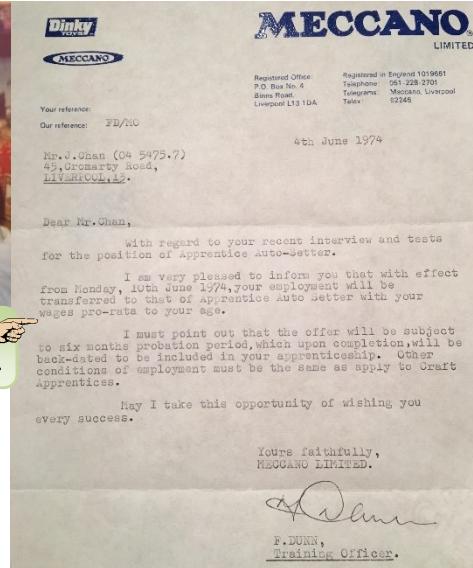 Dinky
TOYS
MECCANO
MECCANO
LIMITED
Registered Office:
P.O. Box No. 4
Binns Road,
Liverpool L13 1DA
Registered in England 1019661
Telephone: 051-228-2701
Telegrams: Meccano, Liverpool
Telex: 62245
Your reference:
Our reference: FD/MO
4th June 1974
Mr.J.Chan (04 5475.7)
45,Cromarty Road,
LIVERPOOL,13.
Dear Mr.Chan,
With regard to your recent interview and tests
for the position of Apprentice Auto-Setter.
I am very pleased to inform you that with effect
from Monday, 10th June 1974,your employment will be
transferred to that of Apprentice Auto Setter with your
wages pro-rata to your age.
I must point out that the offer will be subject
to six months probation period,which upon completion,will be
back-dated to be included in your apprenticeship. Other
conditions of employment must be the same as apply to Craft
Apprentices.
May I take this opportunity of wishing you
every success.
Yours faithfully,
MECCANO LIMITED.
F.DUNN,
Training Officer.